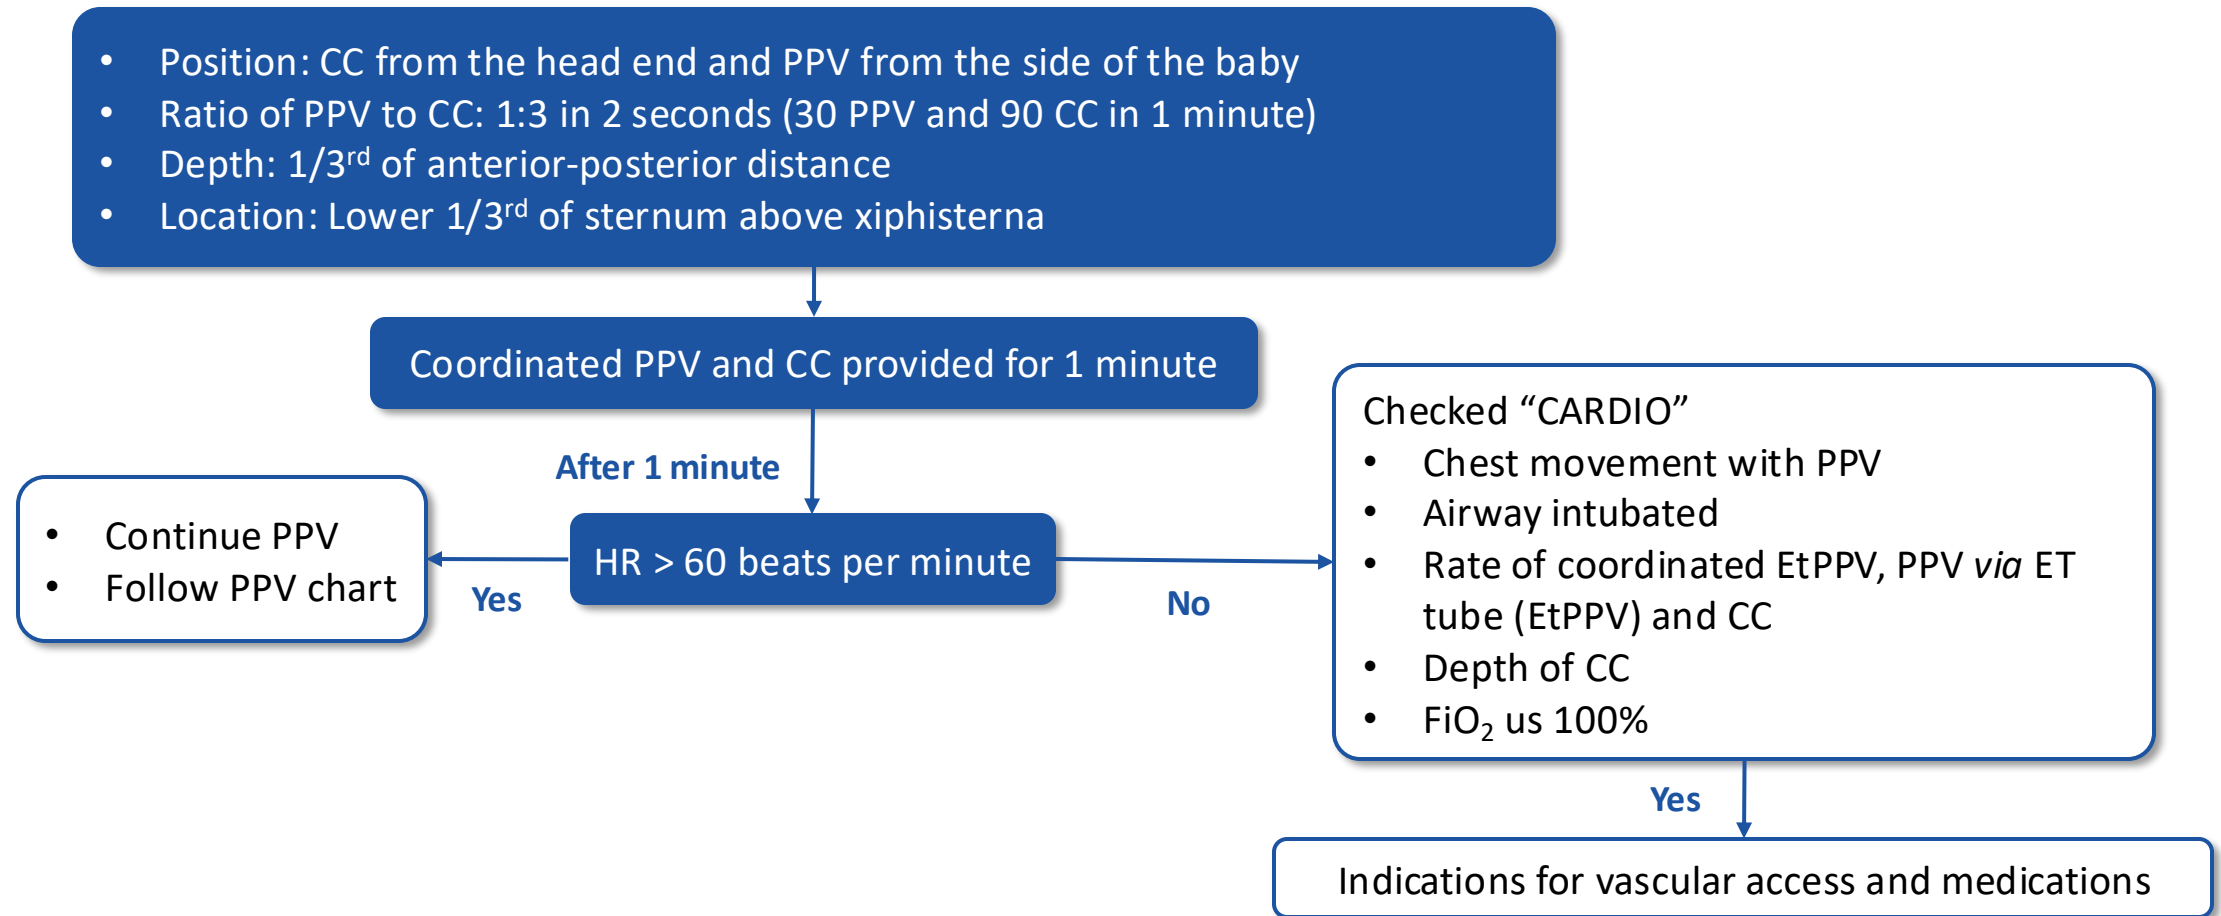 • Position: CC from the head end and PPV from the side of the baby
• Ratio of PPV to CC: 1:3 in 2 seconds (30 PPV and 90 CC in 1 minute)
• Depth: 1/3rd of anterior-posterior distance
• Location: Lower 1/3rd of sternum above xiphisterna
Coordinated PPV and CC provided for 1 minute
After 1 minute
HR > 60 beats per minute
Yes
• Continue PPV
• Follow PPV chart
No
Checked “CARDIO”
• Chest movement with PPV
• Airway intubated
• Rate of coordinated EtPPV, PPV via ET
tube (EtPPV) and CC
• Depth of CC
• FiO₂ us 100%
Yes
Indications for vascular access and medications